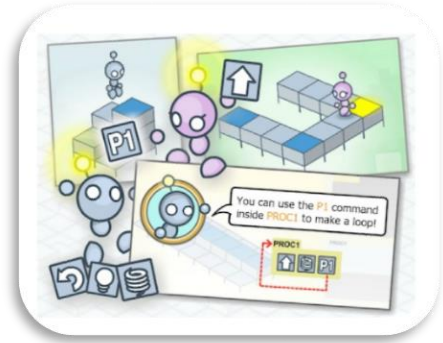 P1
You can use the P1 command
inside PROC1 to make a loop!
PROC1
P1